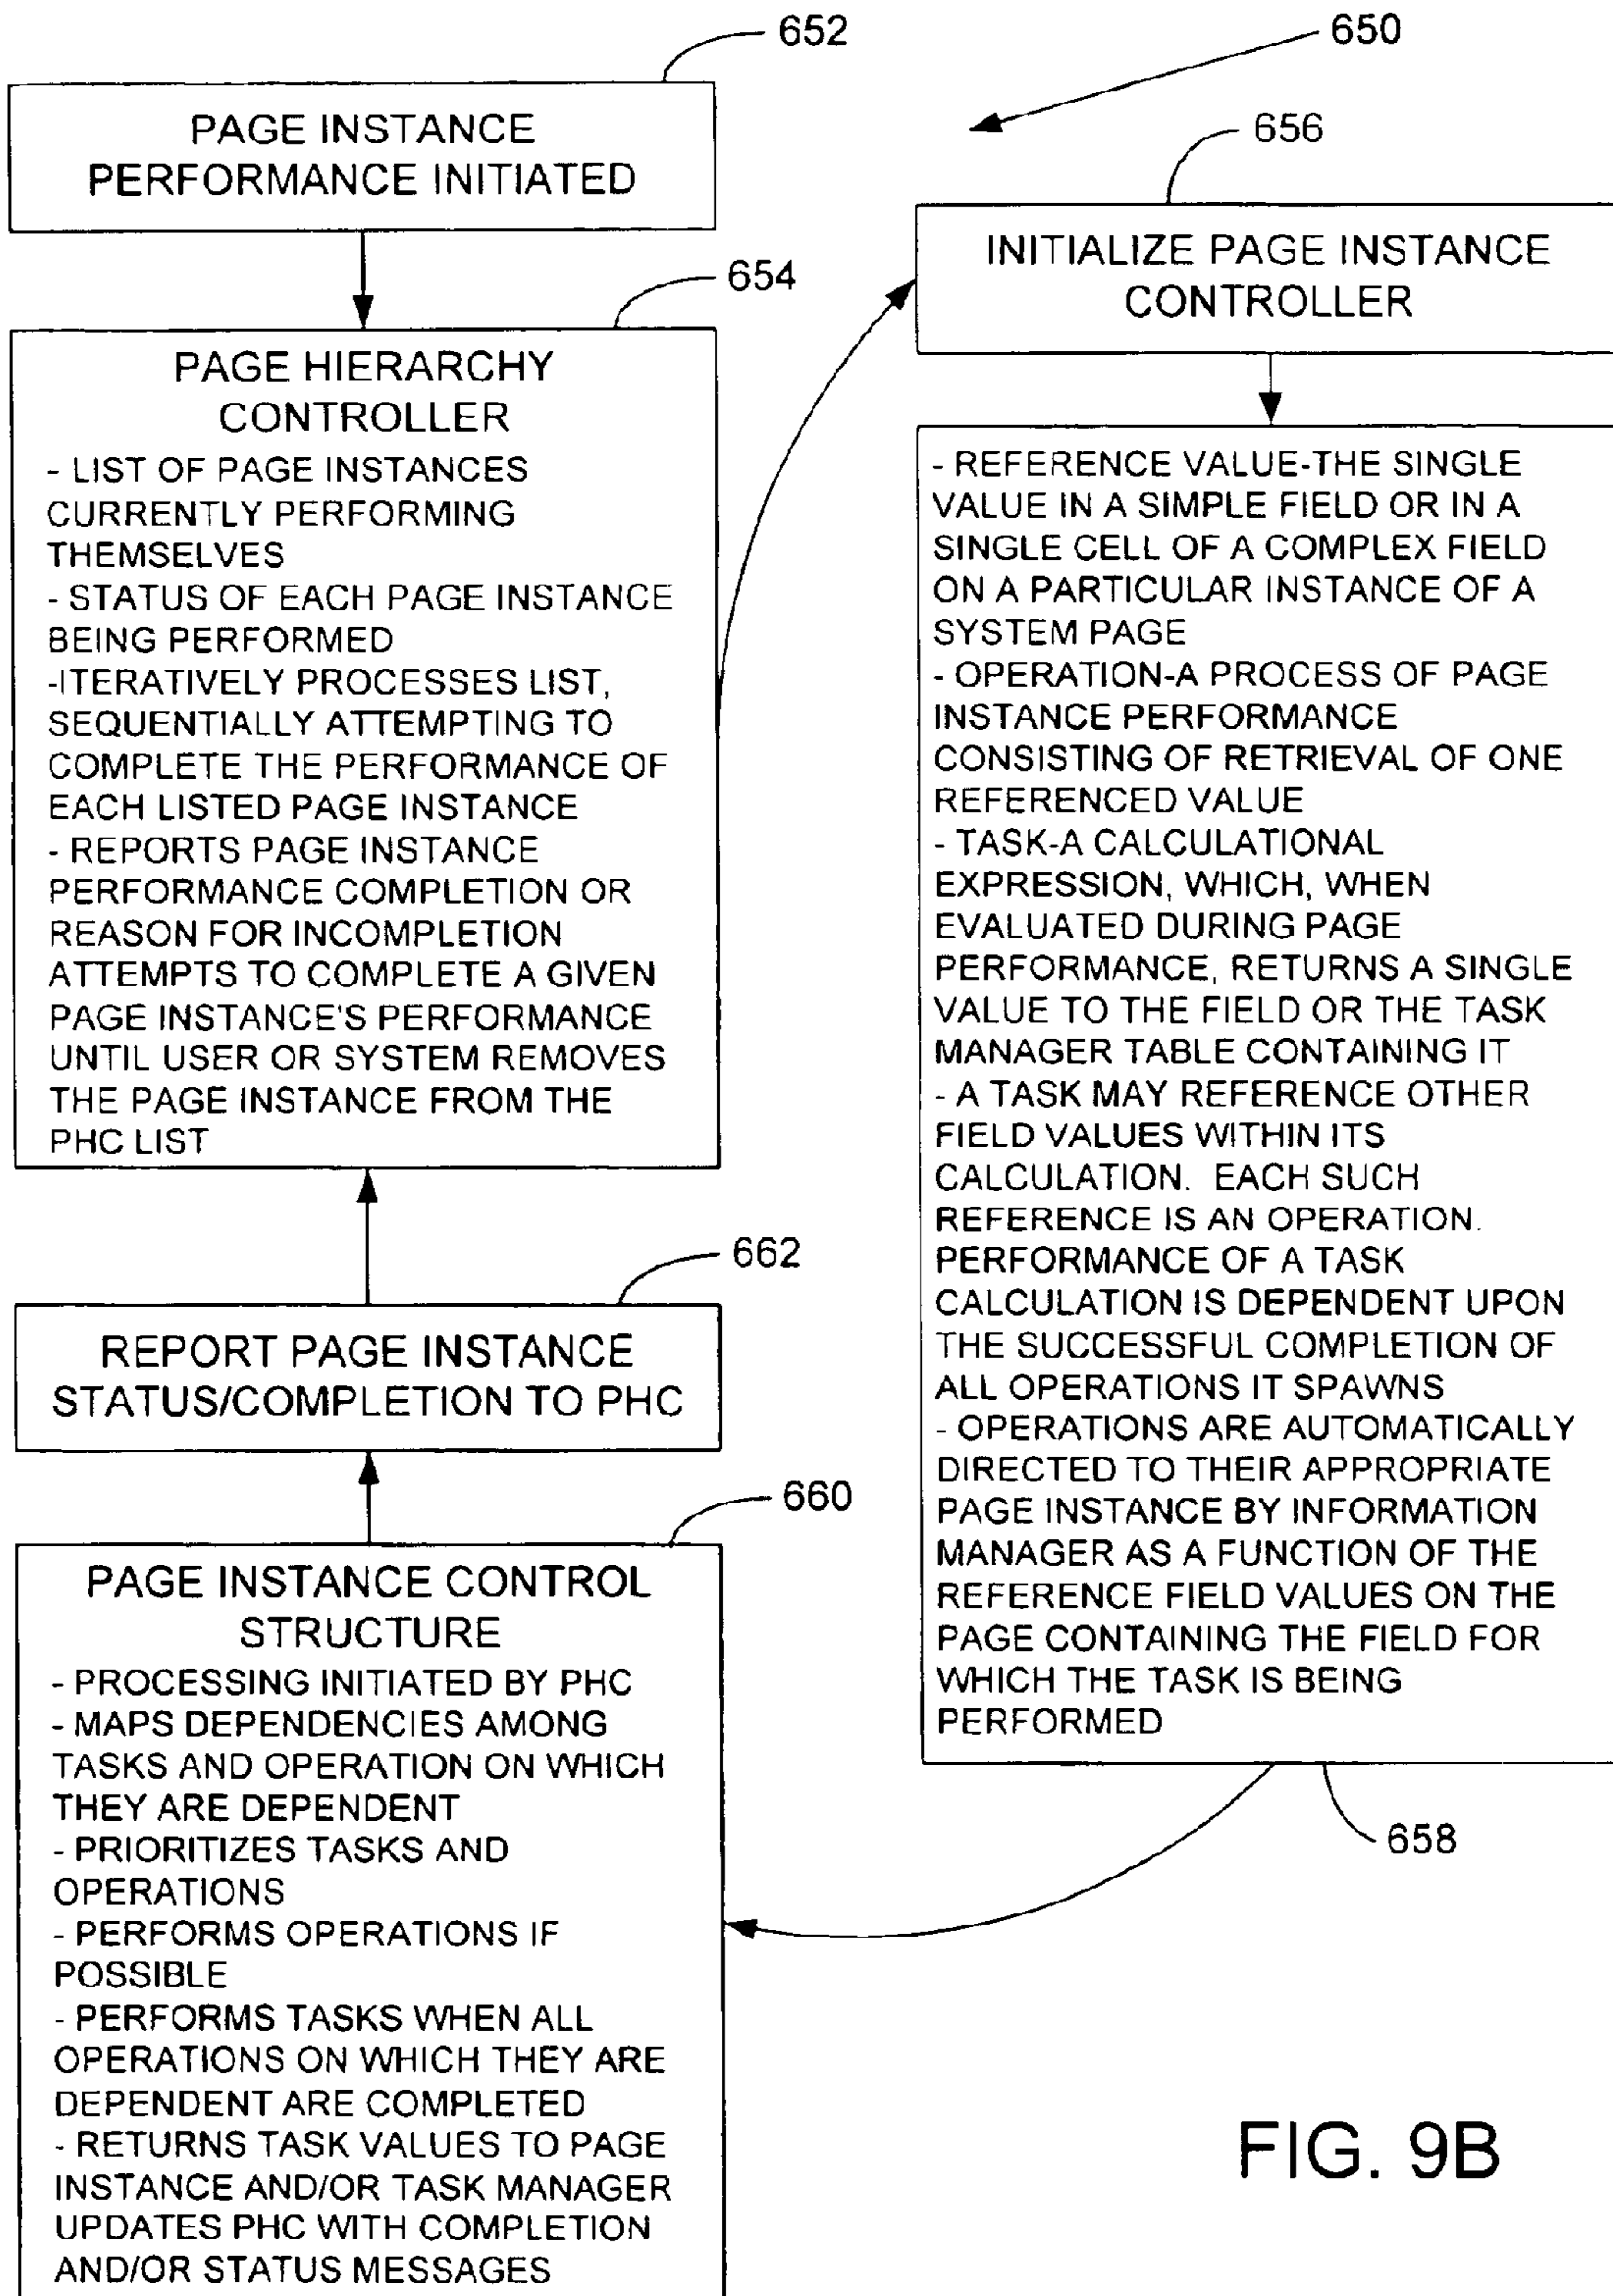 652
650
PAGE INSTANCE
PERFORMANCE INITIATED
656
INITIALIZE PAGE INSTANCE
CONTROLLER
654
PAGE HIERARCHY
CONTROLLER
- LIST OF PAGE INSTANCES
CURRENTLY PERFORMING
THEMSELVES
- STATUS OF EACH PAGE INSTANCE
BEING PERFORMED
-ITERATIVELY PROCESSES LIST,
SEQUENTIALLY ATTEMPTING TO
COMPLETE THE PERFORMANCE OF
EACH LISTED PAGE INSTANCE
- REPORTS PAGE INSTANCE
PERFORMANCE COMPLETION OR
REASON FOR INCOMPLETION
ATTEMPTS TO COMPLETE A GIVEN
PAGE INSTANCE'S PERFORMANCE
UNTIL USER OR SYSTEM REMOVES
THE PAGE INSTANCE FROM THE
PHC LIST
- REFERENCE VALUE-THE SINGLE
VALUE IN A SIMPLE FIELD OR IN A
SINGLE CELL OF A COMPLEX FIELD
ON A PARTICULAR INSTANCE OF A
SYSTEM PAGE
- OPERATION-A PROCESS OF PAGE
INSTANCE PERFORMANCE
CONSISTING OF RETRIEVAL OF ONE
REFERENCED VALUE
- TASK-A CALCULATIONAL
EXPRESSION, WHICH, WHEN
EVALUATED DURING PAGE
PERFORMANCE, RETURNS A SINGLE
VALUE TO THE FIELD OR THE TASK
MANAGER TABLE CONTAINING IT
- A TASK MAY REFERENCE OTHER
FIELD VALUES WITHIN ITS
CALCULATION. EACH SUCH
REFERENCE IS AN OPERATION.
PERFORMANCE OF A TASK
CALCULATION IS DEPENDENT UPON
THE SUCCESSFUL COMPLETION OF
ALL OPERATIONS IT SPAWNS
- OPERATIONS ARE AUTOMATICALLY
DIRECTED TO THEIR APPROPRIATE
PAGE INSTANCE BY INFORMATION
MANAGER AS A FUNCTION OF THE
REFERENCE FIELD VALUES ON THE
PAGE CONTAINING THE FIELD FOR
WHICH THE TASK IS BEING
PERFORMED
658
662
REPORT PAGE INSTANCE
STATUS/COMPLETION TO PHC
660
PAGE INSTANCE CONTROL
STRUCTURE
- PROCESSING INITIATED BY PHC
- MAPS DEPENDENCIES AMONG
TASKS AND OPERATION ON WHICH
THEY ARE DEPENDENT
- PRIORITIZES TASKS AND
OPERATIONS
- PERFORMS OPERATIONS IF
POSSIBLE
- PERFORMS TASKS WHEN ALL
OPERATIONS ON WHICH THEY ARE
DEPENDENT ARE COMPLETED
- RETURNS TASK VALUES TO PAGE
INSTANCE AND/OR TASK MANAGER
UPDATES PHC WITH COMPLETION
AND/OR STATUS MESSAGES
FIG. 9B